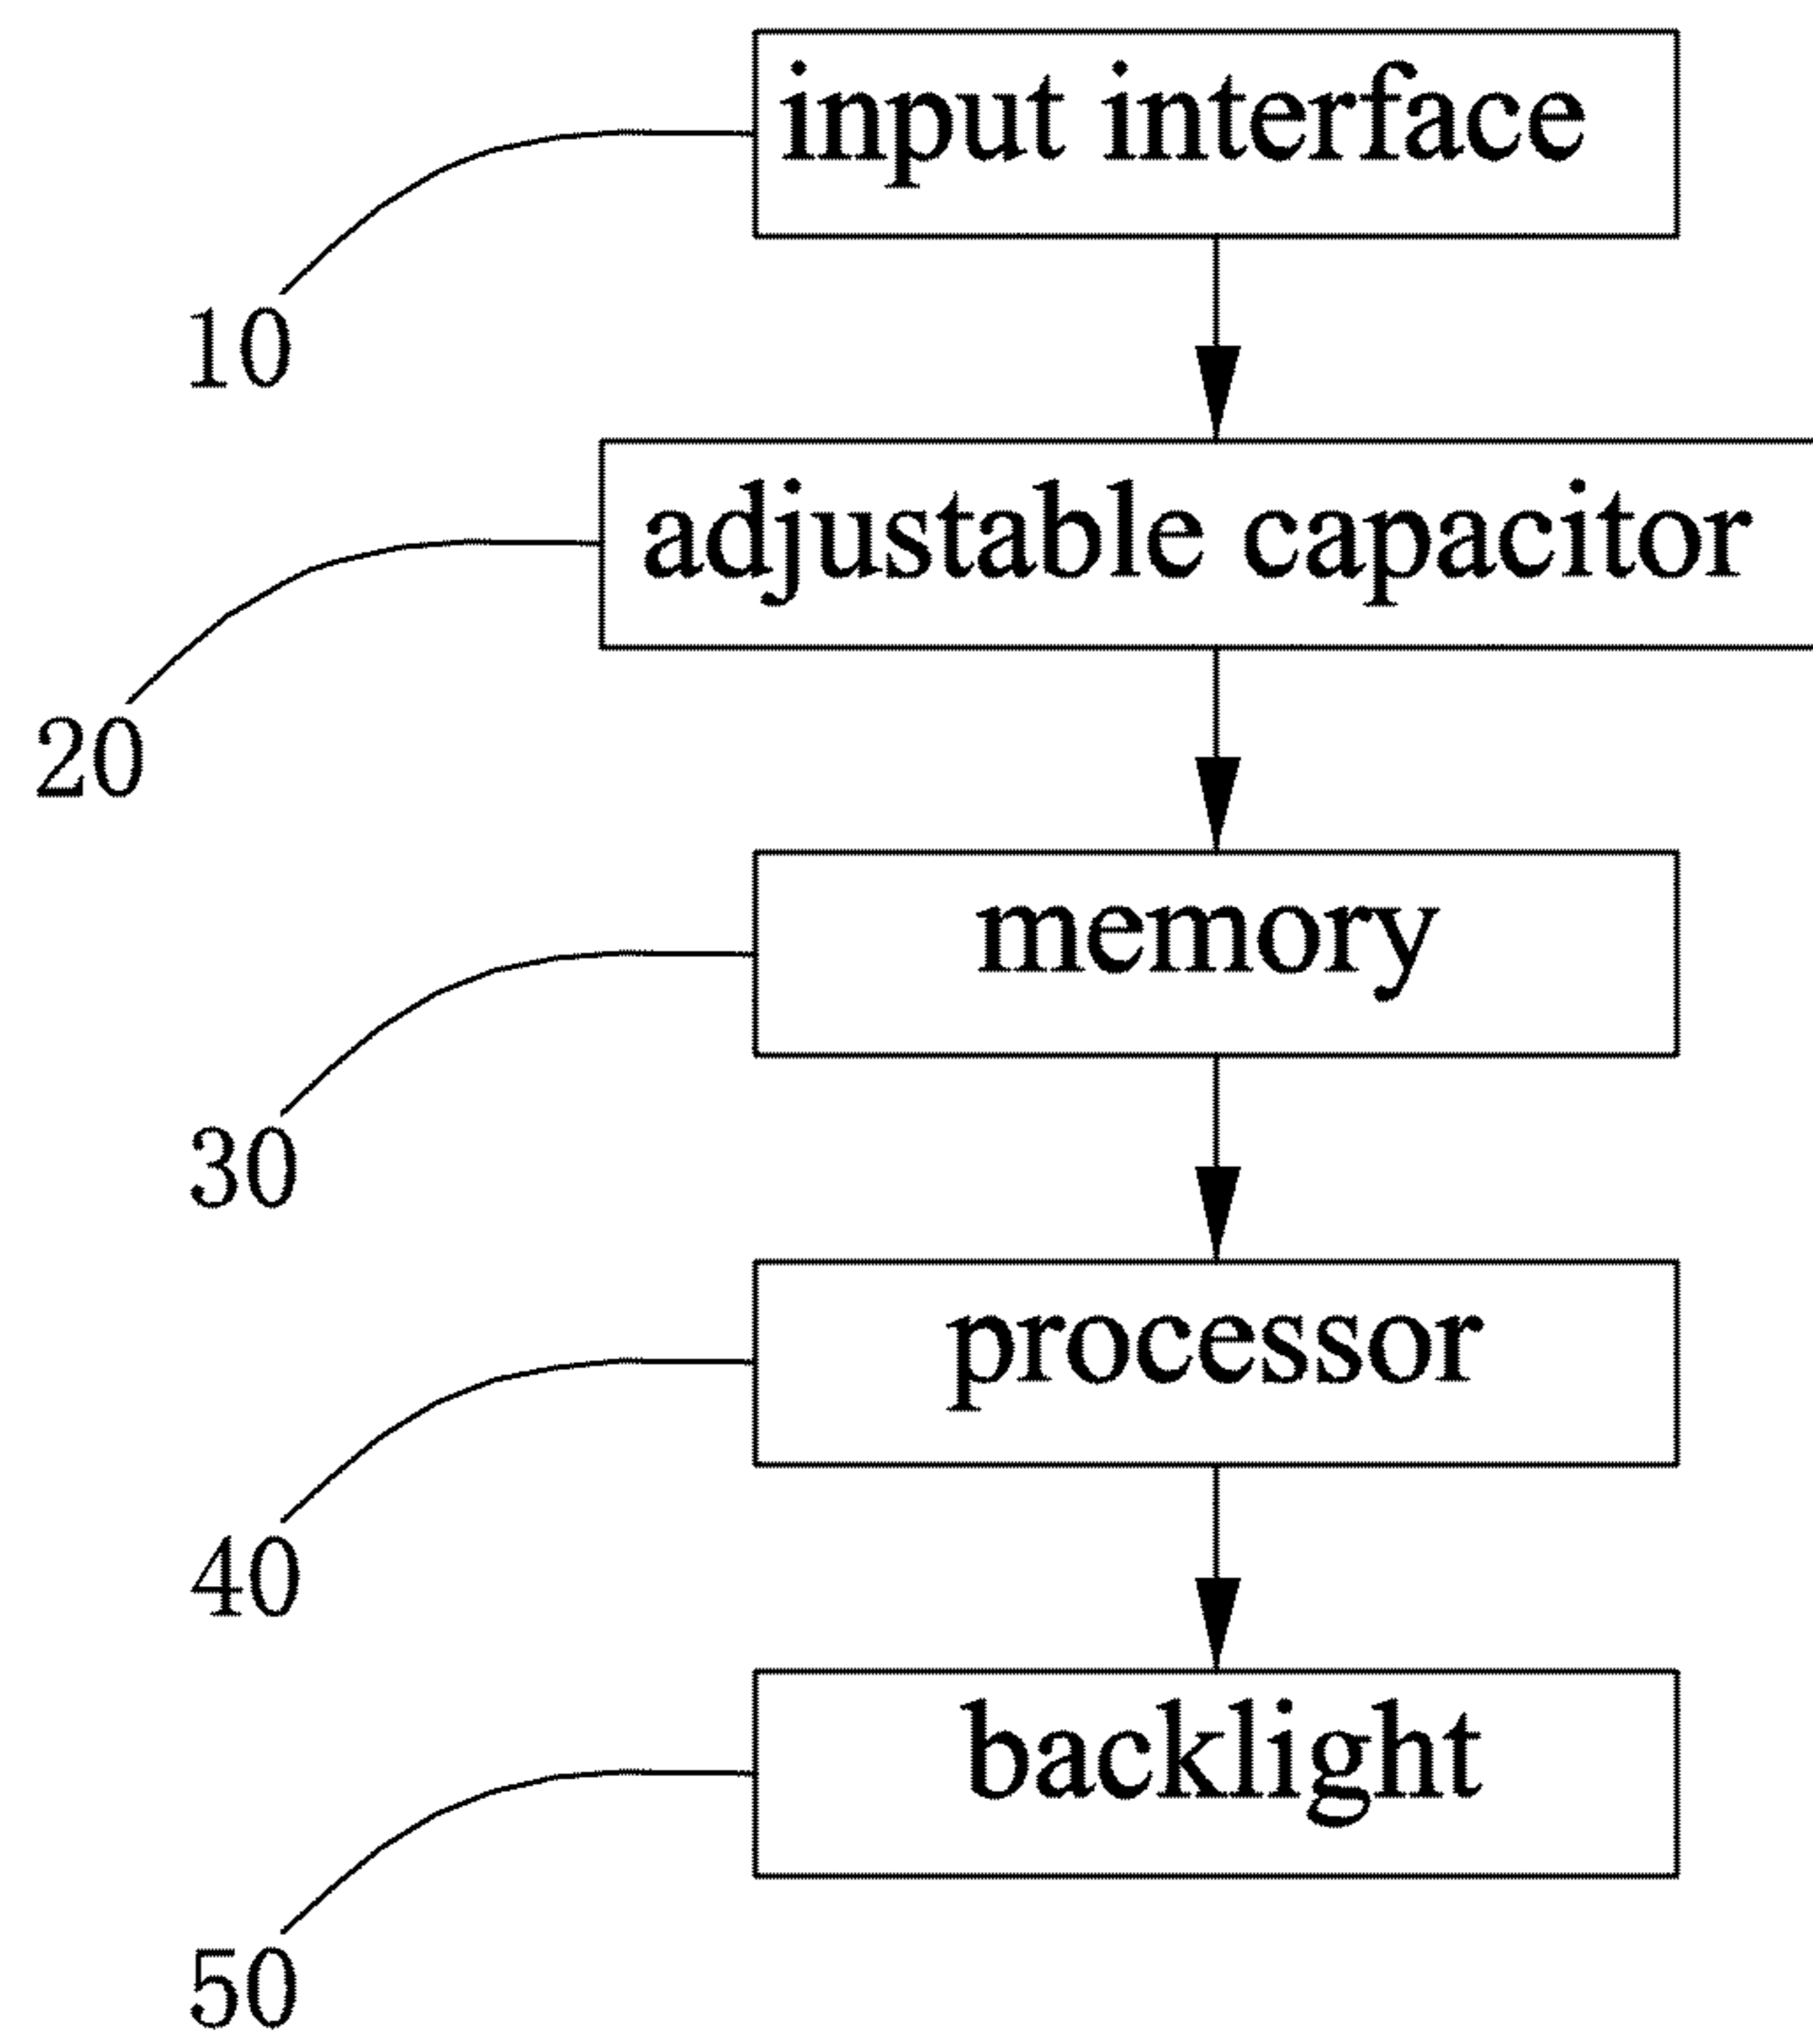 input interface
10
adjustable capacitor
20
memory
30
processor
40
backlight
50